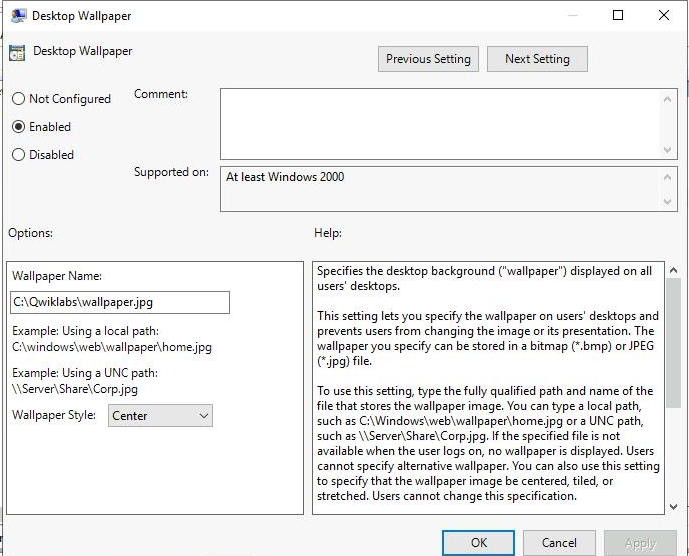 Desktop Wallpaper
Desktop Wallpaper
Previous Setting
Next Setting
Not Configured
Comment:
Enabled
Disabled
Supported on:
At least Windows 2000
Options:
Help:
Wallpaper Name:
C:\Qwiklabs\wallpaper.jpg
Example: Using a local path:
C:\windows\web\wallpaper\home.jpg
Example: Using a UNC path:
\\Server\Share\Corp.jpg
Wallpaper Style:
Center
Specifies the desktop background ("wallpaper") displayed on all
users' desktops.
This setting lets you specify the wallpaper on users' desktops and
prevents users from changing the image or its presentation. The
wallpaper you specify can be stored in a bitmap (*.bmp) or JPEG
(*.jpg) file.
To use this setting, type the fully qualified path and name of the
file that stores the wallpaper image. You can type a local path,
such as C:\Windows\web\wallpaper\home.jpg or a UNC path,
such as \\Server\Share\Corp.jpg. If the specified file is not
available when the user logs on, no wallpaper is displayed. Users
cannot specify alternative wallpaper. You can also use this setting
to specify that the wallpaper image be centered, tiled, or
stretched. Users cannot change this specification.
OK
Cancel
Apply